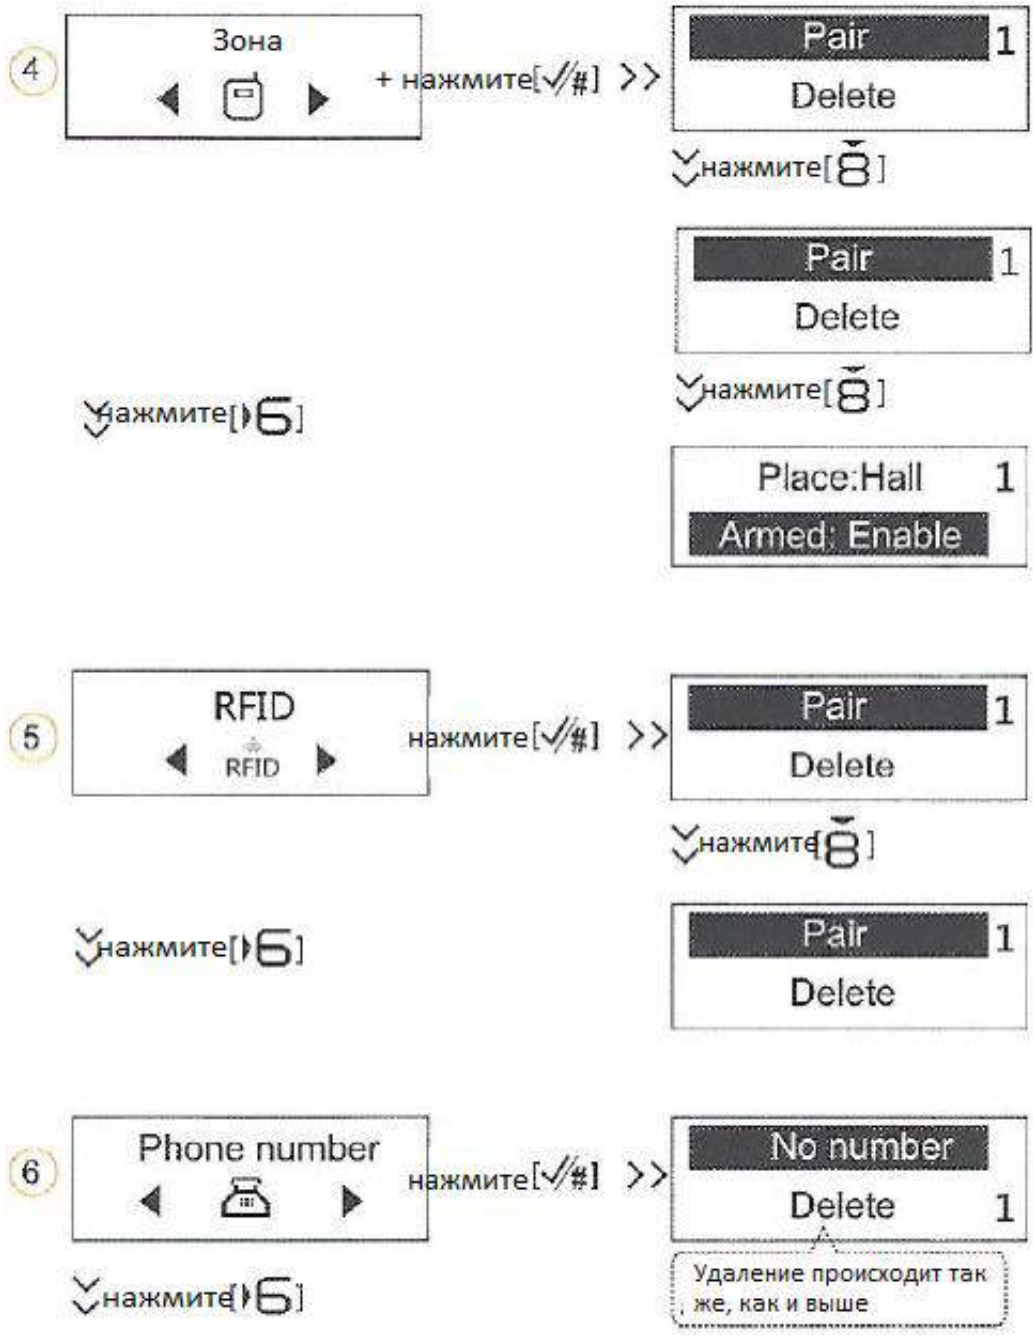 4
Зона
+ нажмите[✓/#] >>
Pair 1
Delete
нажмите[8]
Pair 1
Delete
нажмите[8]
нажмите[6]
Place:Hall 1
Armed: Enable
5
RFID
RFID
нажмите[✓/#] >>
Pair 1
Delete
нажмите[8]
нажмите[6]
Pair 1
Delete
6
Phone number
нажмите[✓/#] >>
No number
Delete 1
Удаление происходит так
же, как и выше
нажмите[6]